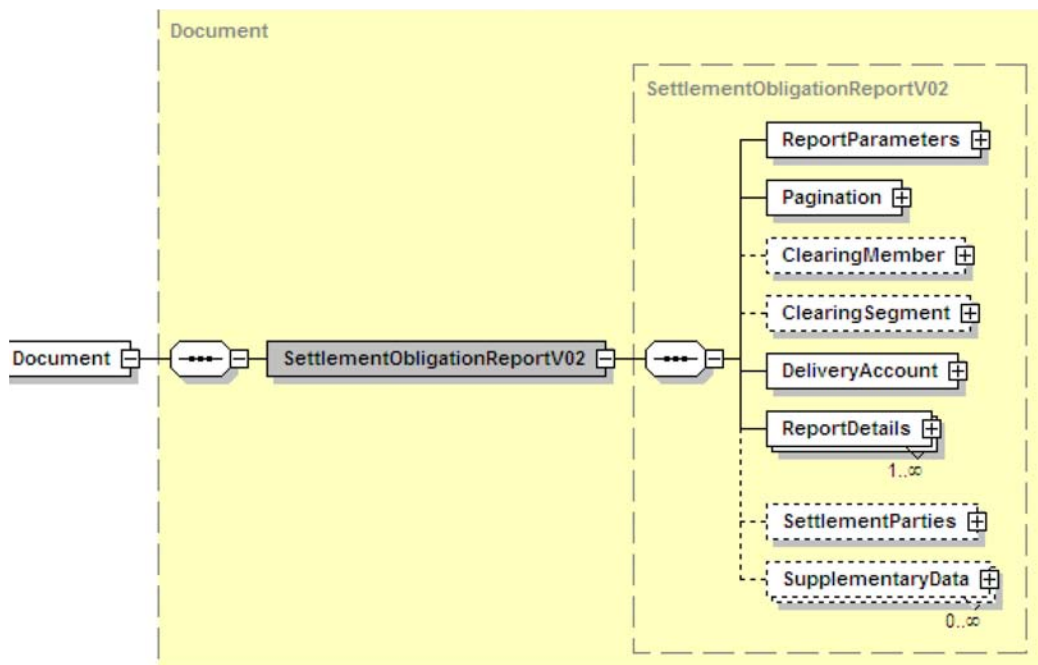 Document
SettlementObligationReportV02
ReportParameters
Pagination
ClearingMember
ClearingSegment
Document
SettlementObligationReportV02
DeliveryAccount
ReportDetails
1..∞
SettlementParties
SupplementaryData
0..∞